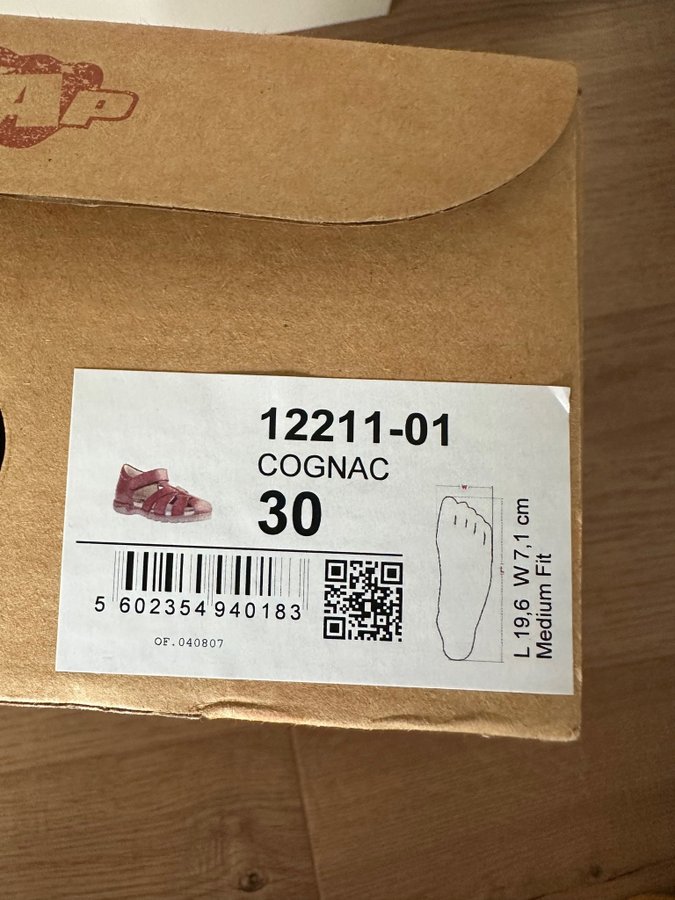 12211-01
COGNAC
30
W
5 602354 940183
OF.040807
L 19,6 W 7,1 cm
Medium Fit